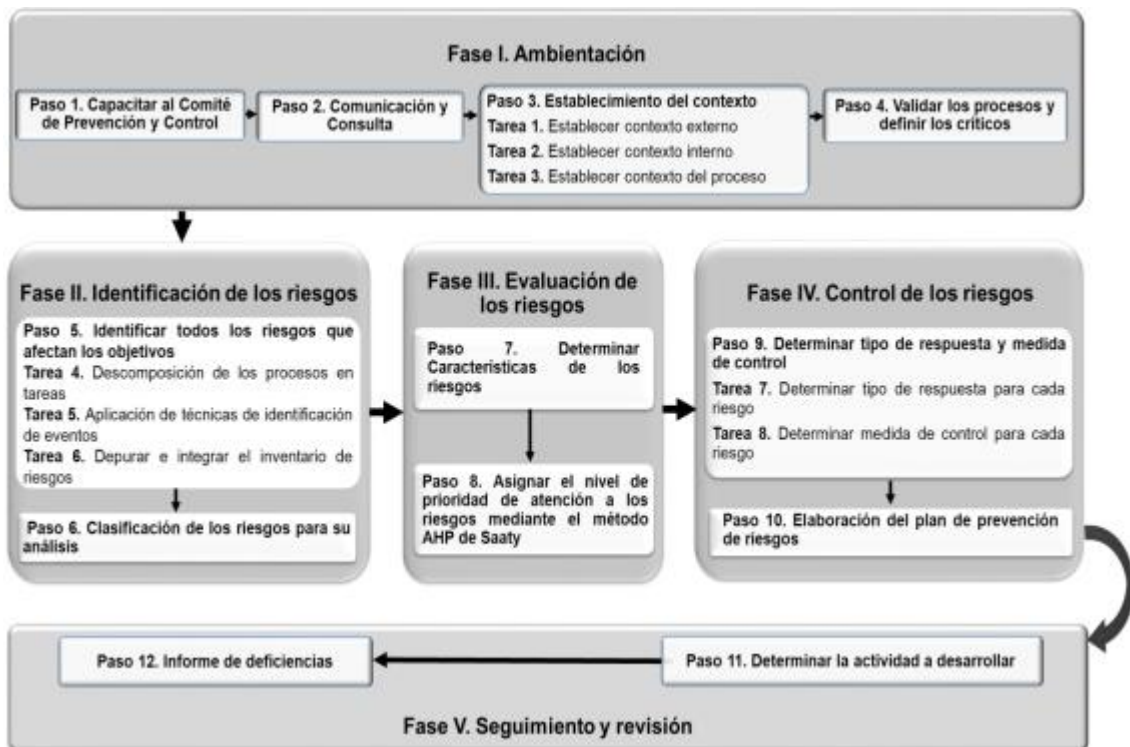 Fase I. Ambientación
Paso 1. Capacitar al Comité
de Prevención y Control
Paso 2. Comunicación y
Consulta
Paso 3. Establecimiento del contexto
Tarea 1. Establecer contexto externo
Tarea 2. Establecer contexto interno
Tarea 3. Establecer contexto del proceso
Paso 4. Validar los procesos y
definir los críticos
Fase II. Identificación de los riesgos
Paso 5. Identificar todos los riesgos que
afectan los objetivos
Tarea 4. Descomposición de los procesos en
tareas
Tarea 5. Aplicación de técnicas de identificación
de eventos
Tarea 6. Depurar e integrar el inventario de
riesgos
Paso 6. Clasificación de los riesgos para su
análisis
Fase III. Evaluación de
los riesgos
Paso 7. Determinar
Características de los
riesgos
Paso 8. Asignar el nivel de
prioridad de atención a los
riesgos mediante el método
AHP de Saaty
Fase IV. Control de los riesgos
Paso 9. Determinar tipo de respuesta y medida
de control
Tarea 7. Determinar tipo de respuesta para cada
riesgo
Tarea 8. Determinar medida de control para cada
riesgo
Paso 10. Elaboración del plan de prevención
de riesgos
Paso 12. Informe de deficiencias
Paso 11. Determinar la actividad a desarrollar
Fase V. Seguimiento y revisión